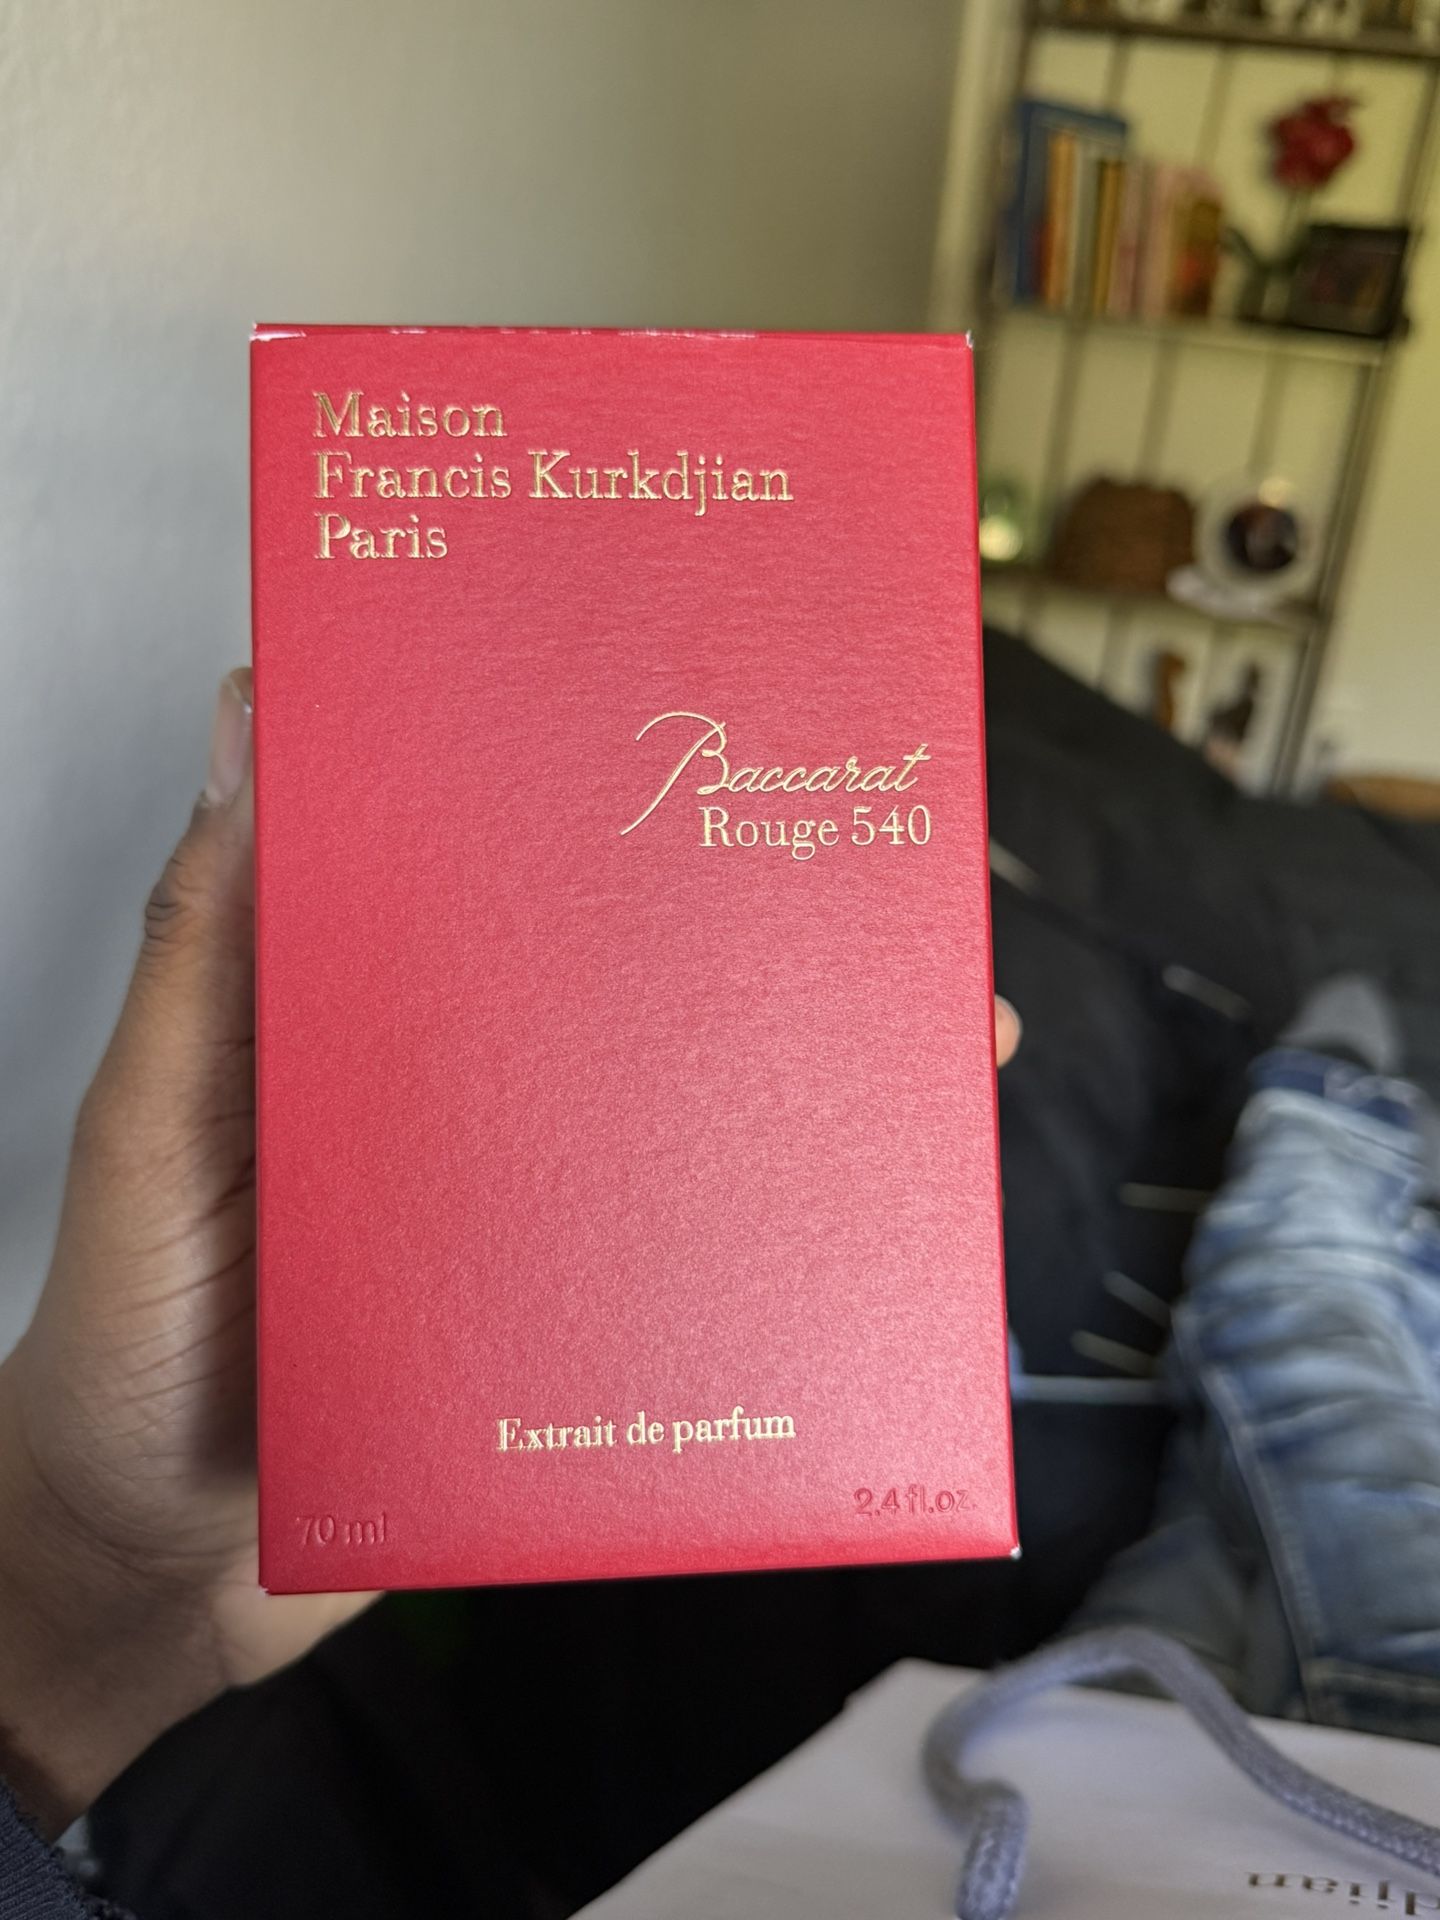 Maison
Francis Kurkdjian
Paris
Baccarat
Rouge 540
Extrait de parfum
70 ml
2.4 fl.oz.